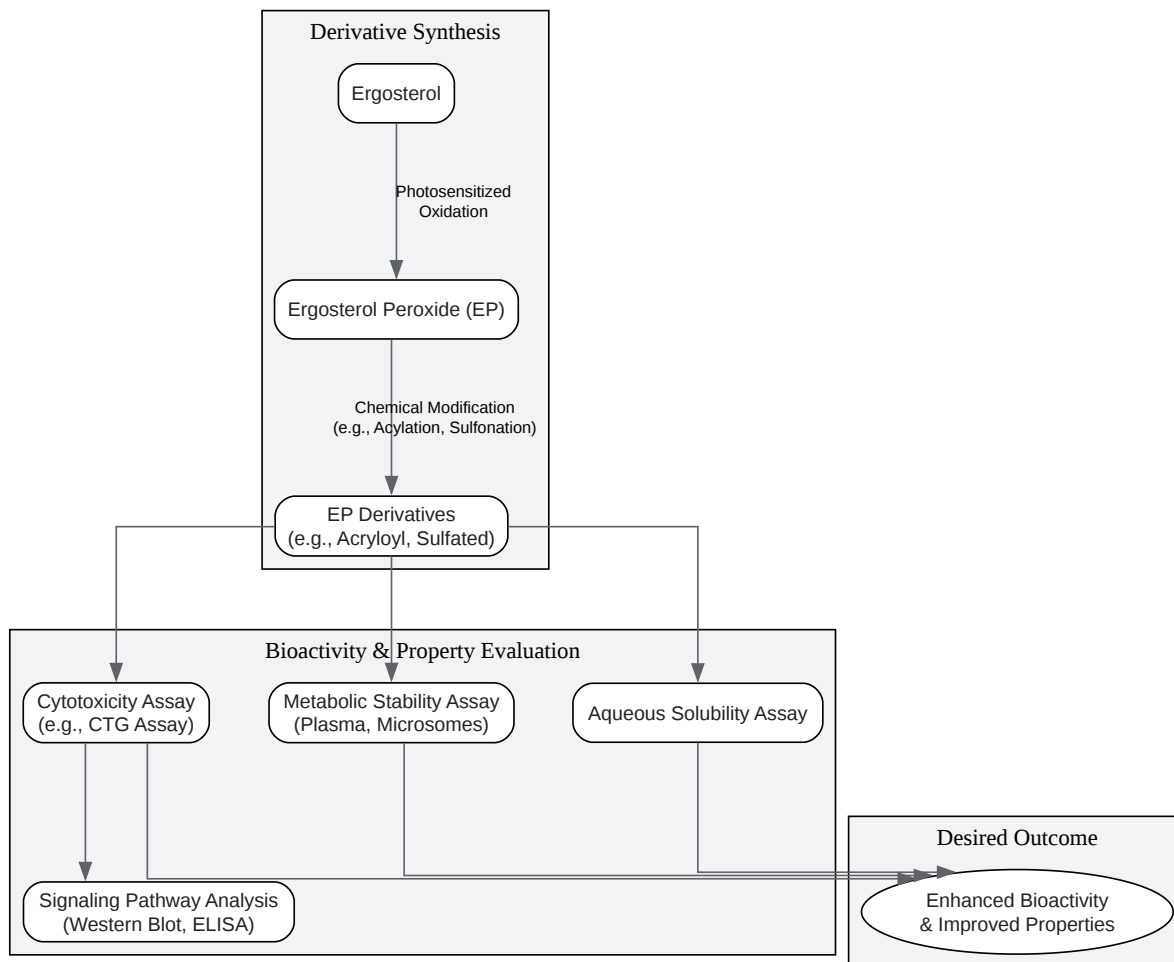 Derivative Synthesis
Ergosterol
Photosensitized
Oxidation
Ergosterol Peroxide (EP)
Chemical Modification
(e.g., Acylation, Sulfonation)
EP Derivatives
(e.g., Acryloyl, Sulfated)
Bioactivity & Property Evaluation
Cytotoxicity Assay
(e.g., CTG Assay)
Metabolic Stability Assay
(Plasma, Microsomes)
Aqueous Solubility Assay
Signaling Pathway Analysis
(Western Blot, ELISA)
Desired Outcome
Enhanced Bioactivity
& Improved Properties